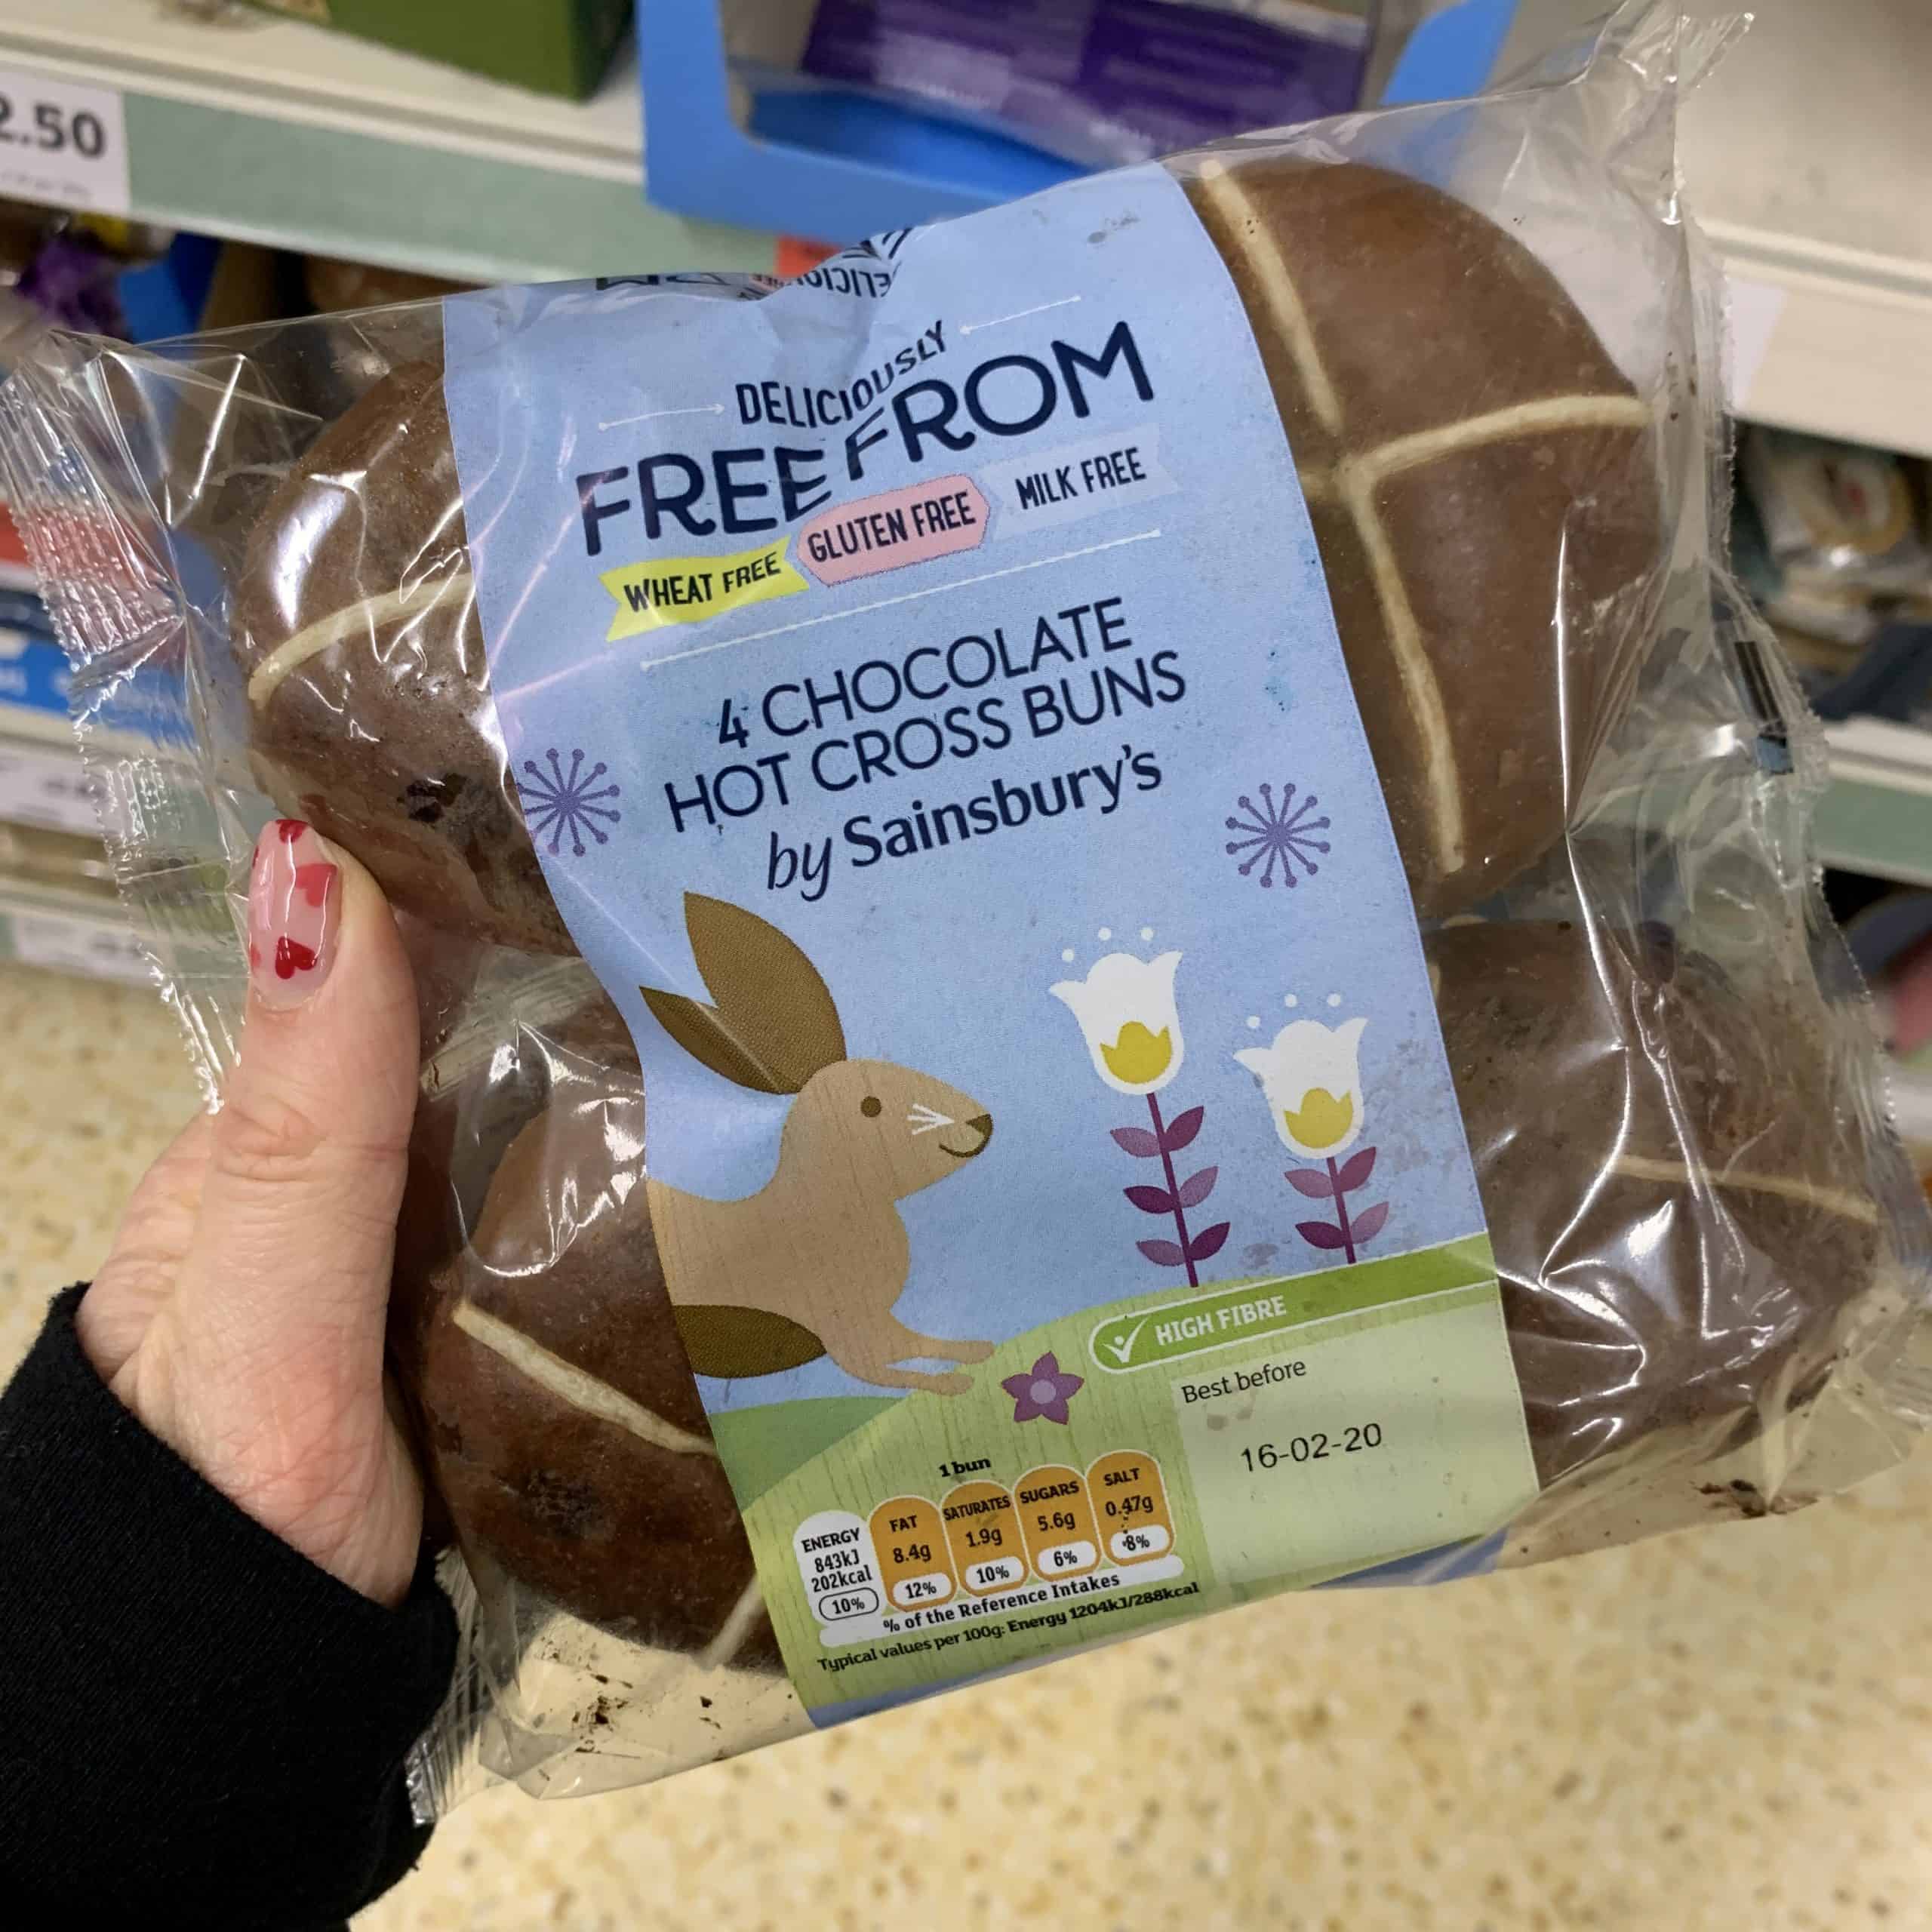 2.50
DELICIOUSLY
FREE FROM
WHEAT FREE GLUTEN FREE MILK FREE
4 CHOCOLATE
HOT CROSS BUNS
by Sainsbury's
HIGH FIBRE
Best before
16-02-20
1 bun
ENERGY
843kJ
202kcal
10%
FAT
8.4g
12%
SATURATES
1.9g
10%
SUGARS
5.6g
6%
SALT
0.47g
8%
% of the Reference Intakes
Typical values per 100g: Energy 1204kJ/288kcal